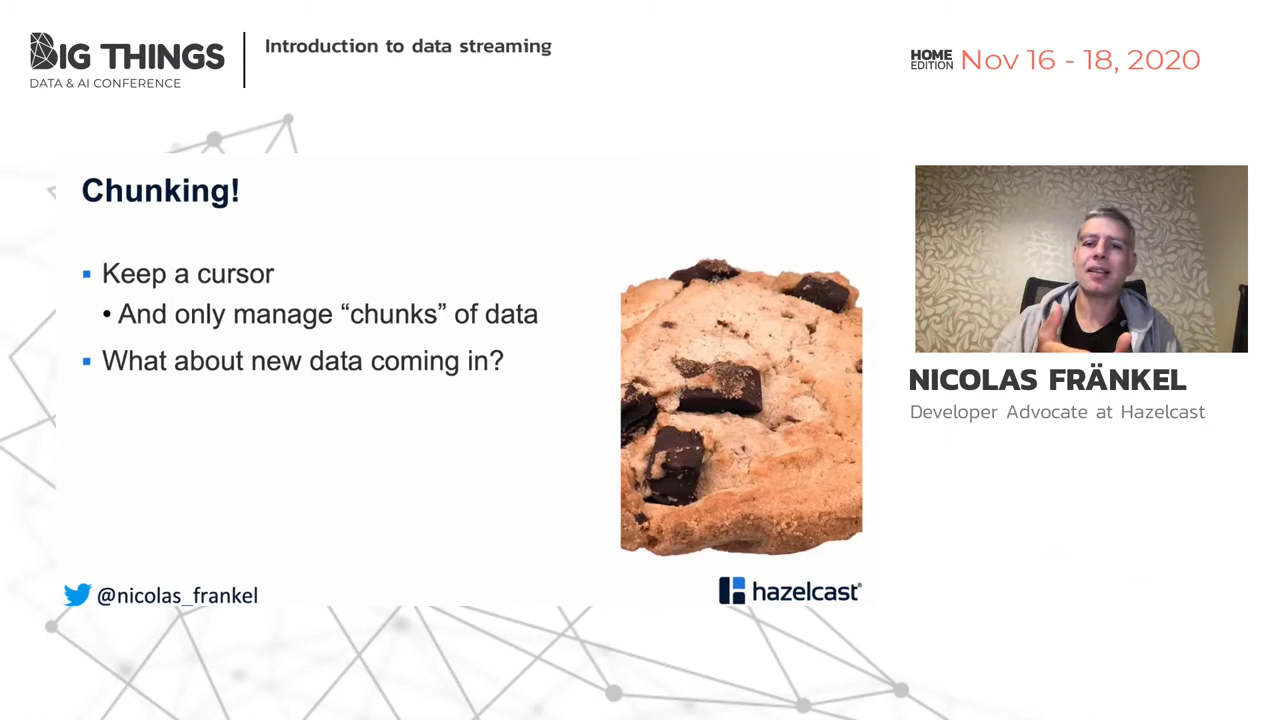 BIG THINGS
DATA & AI CONFERENCE
Introduction to data streaming
HOME
EDITION
Nov 16 - 18, 2020
Chunking!
▪ Keep a cursor
• And only manage “chunks” of data
▪ What about new data coming in?
NICOLAS FRÄNKEL
Developer Advocate at Hazelcast
@nicolas_frankel
hazelcast®